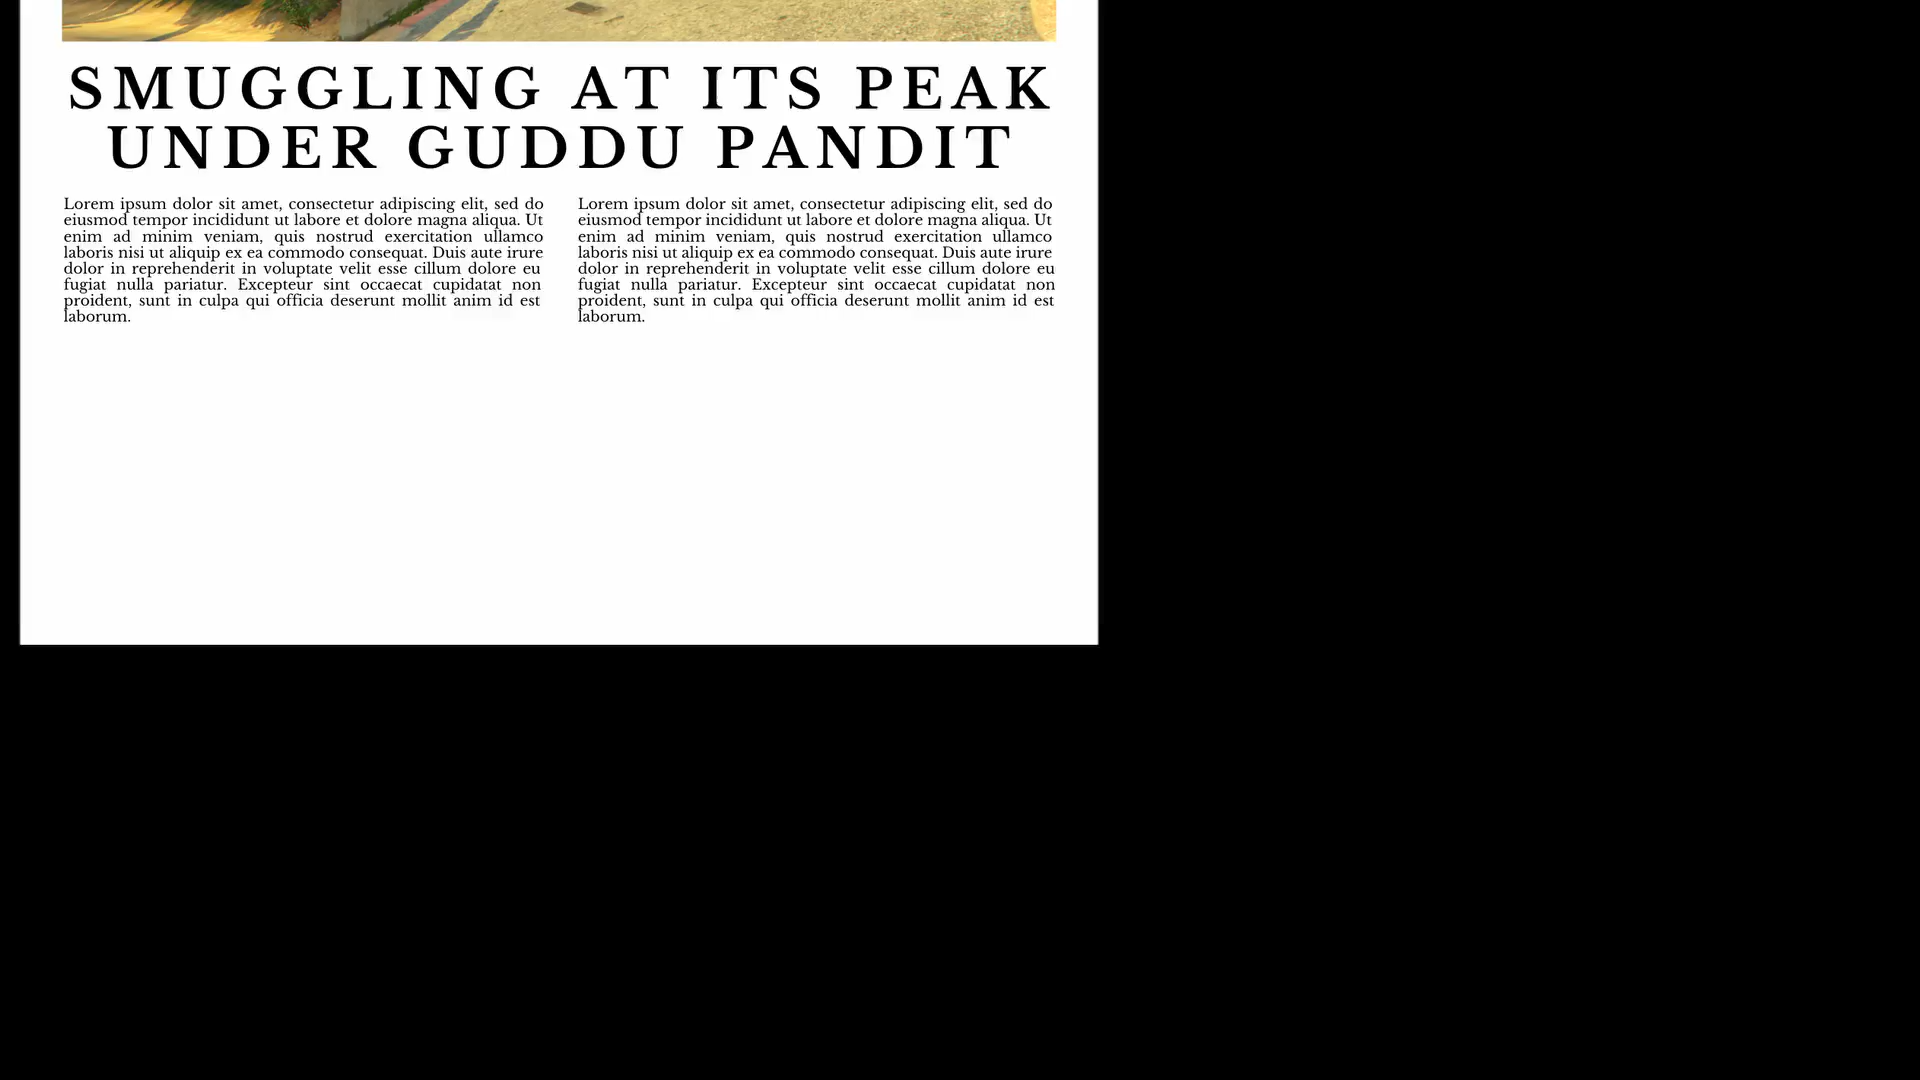 SMUGGLING AT ITS PEAK
UNDER GUDDU PANDIT
Lorem ipsum dolor sit amet, consectetur adipiscing elit, sed do
eiusmod tempor incididunt ut labore et dolore magna aliqua. Ut
enim ad minim veniam, quis nostrud exercitation ullamco
laboris nisi ut aliquip ex ea commodo consequat. Duis aute irure
dolor in reprehenderit in voluptate velit esse cillum dolore eu
fugiat nulla pariatur. Excepteur sint occaecat cupidatat non
proident, sunt in culpa qui officia deserunt mollit anim id est
laborum.
Lorem ipsum dolor sit amet, consectetur adipiscing elit, sed do
eiusmod tempor incididunt ut labore et dolore magna aliqua. Ut
enim ad minim veniam, quis nostrud exercitation ullamco
laboris nisi ut aliquip ex ea commodo consequat. Duis aute irure
dolor in reprehenderit in voluptate velit esse cillum dolore eu
fugiat nulla pariatur. Excepteur sint occaecat cupidatat non
proident, sunt in culpa qui officia deserunt mollit anim id est
laborum.